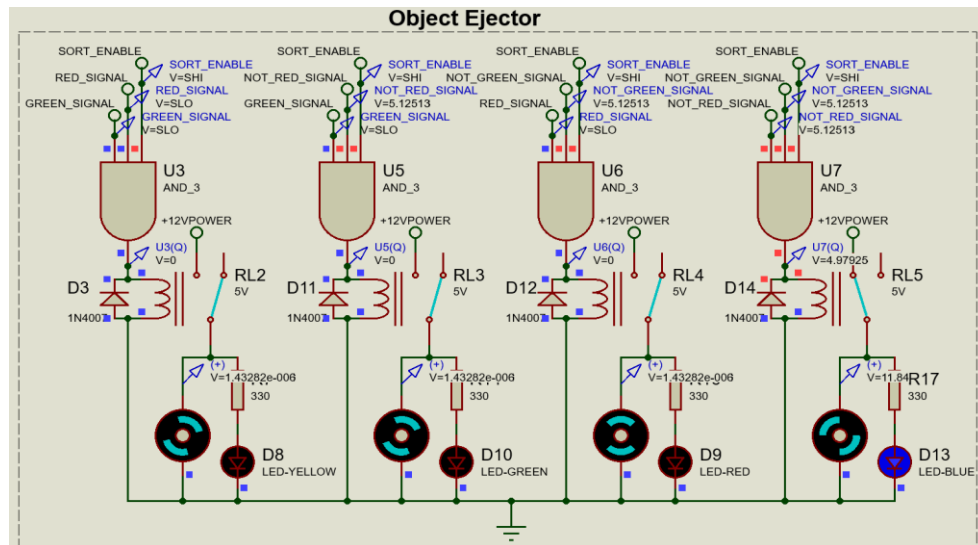 Object Ejector
SORT_ENABLE
SORT_ENABLE
V=SHI
RED_SIGNAL
RED_SIGNAL
V=SLO
GREEN_SIGNAL
GREEN_SIGNAL
V=SLO
U3
AND_3
+12VPOWER
U3(Q)
V=0
D3
1N4007
RL2
5V
(+)
V=1.43282e-006
330
D8
LED-YELLOW
SORT_ENABLE
SORT_ENABLE
V=SHI
NOT_RED_SIGNAL
NOT_RED_SIGNAL
V=5.12513
GREEN_SIGNAL
GREEN_SIGNAL
V=SLO
U5
AND_3
+12VPOWER
U5(Q)
V=0
D11
1N4007
RL3
5V
(+)
V=1.43282e-006
330
D10
LED-GREEN
SORT_ENABLE
SORT_ENABLE
V=SHI
NOT_GREEN_SIGNAL
NOT_GREEN_SIGNAL
V=5.12513
RED_SIGNAL
RED_SIGNAL
V=SLO
U6
AND_3
+12VPOWER
U6(Q)
V=0
D12
1N4007
RL4
5V
(+)
V=1.43282e-006
330
D9
LED-RED
SORT_ENABLE
SORT_ENABLE
V=SHI
NOT_GREEN_SIGNAL
NOT_GREEN_SIGNAL
V=5.12513
NOT_RED_SIGNAL
NOT_RED_SIGNAL
V=5.12513
U7
AND_3
+12VPOWER
U7(Q)
V=4.97925
D14
1N4007
RL5
5V
(+)
V=11.84
R17
330
D13
LED-BLUE